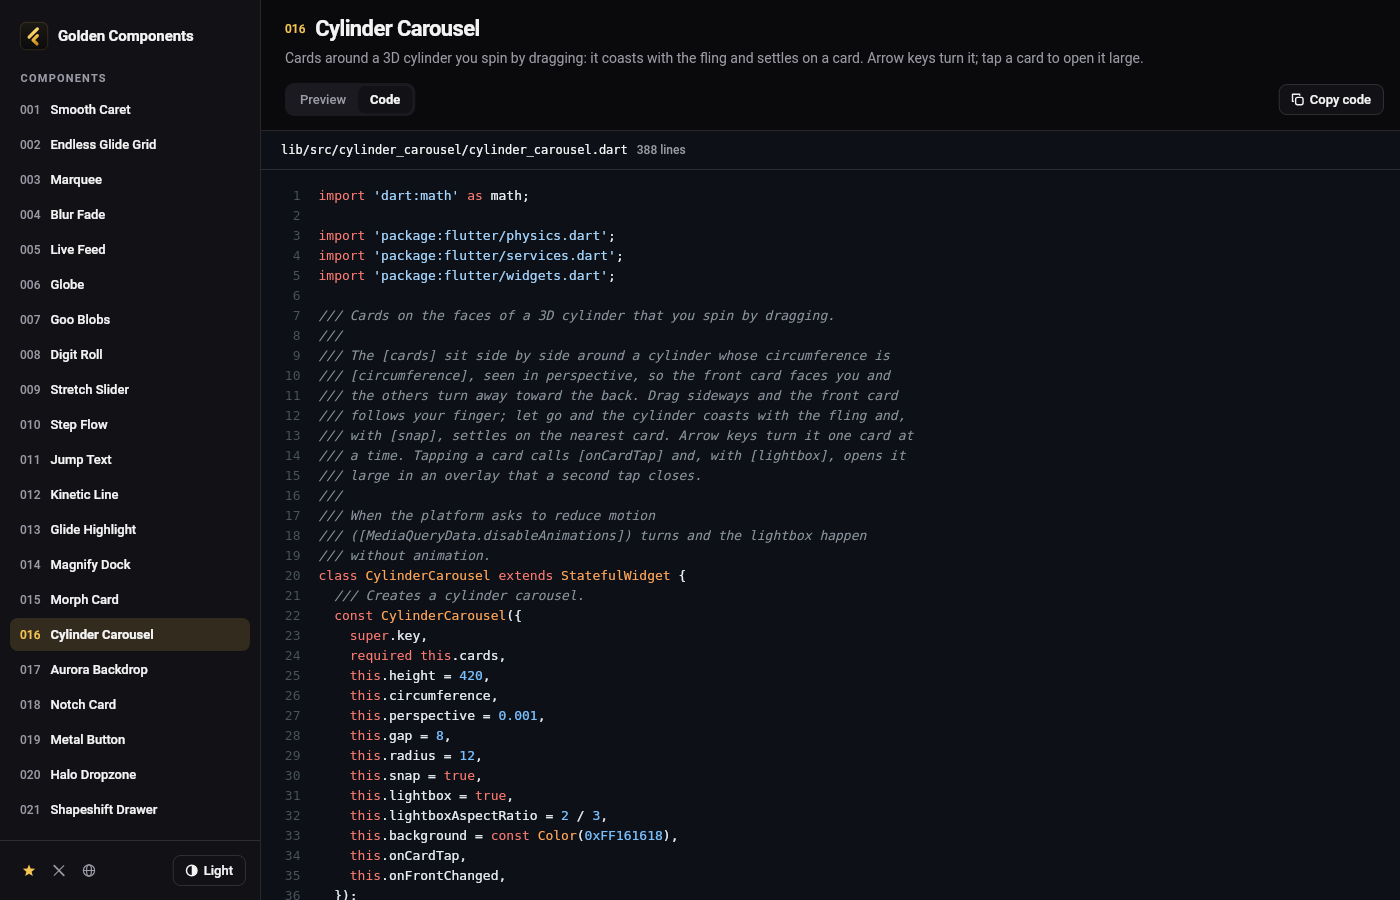 Golden Components
COMPONENTS
001 Smooth Caret
002 Endless Glide Grid
003 Marquee
004 Blur Fade
005 Live Feed
006 Globe
007 Goo Blobs
008 Digit Roll
009 Stretch Slider
010 Step Flow
011 Jump Text
012 Kinetic Line
013 Glide Highlight
014 Magnify Dock
015 Morph Card
016 Cylinder Carousel
017 Aurora Backdrop
018 Notch Card
019 Metal Button
020 Halo Dropzone
021 Shapeshift Drawer
Light
016 Cylinder Carousel
Cards around a 3D cylinder you spin by dragging: it coasts with the fling and settles on a card. Arrow keys turn it; tap a card to open it large.
Preview Code
Copy code
lib/src/cylinder_carousel/cylinder_carousel.dart 388 lines
1 import 'dart:math' as math;
2
3 import 'package:flutter/physics.dart';
4 import 'package:flutter/services.dart';
5 import 'package:flutter/widgets.dart';
6
7 /// Cards on the faces of a 3D cylinder that you spin by dragging.
8 ///
9 /// The [cards] sit side by side around a cylinder whose circumference is
10 /// [circumference], seen in perspective, so the front card faces you and
11 /// the others turn away toward the back. Drag sideways and the front card
12 /// follows your finger; let go and the cylinder coasts with the fling and,
13 /// with [snap], settles on the nearest card. Arrow keys turn it one card at
14 /// a time. Tapping a card calls [onCardTap] and, with [lightbox], opens it
15 /// large in an overlay that a second tap closes.
16 ///
17 /// When the platform asks to reduce motion
18 /// ([MediaQueryData.disableAnimations]) turns and the lightbox happen
19 /// without animation.
20 class CylinderCarousel extends StatefulWidget {
21   /// Creates a cylinder carousel.
22   const CylinderCarousel({
23     super.key,
24     required this.cards,
25     this.height = 420,
26     this.circumference,
27     this.perspective = 0.001,
28     this.gap = 8,
29     this.radius = 12,
30     this.snap = true,
31     this.lightbox = true,
32     this.lightboxAspectRatio = 2 / 3,
33     this.background = const Color(0xFF161618),
34     this.onCardTap,
35     this.onFrontChanged,
36   });